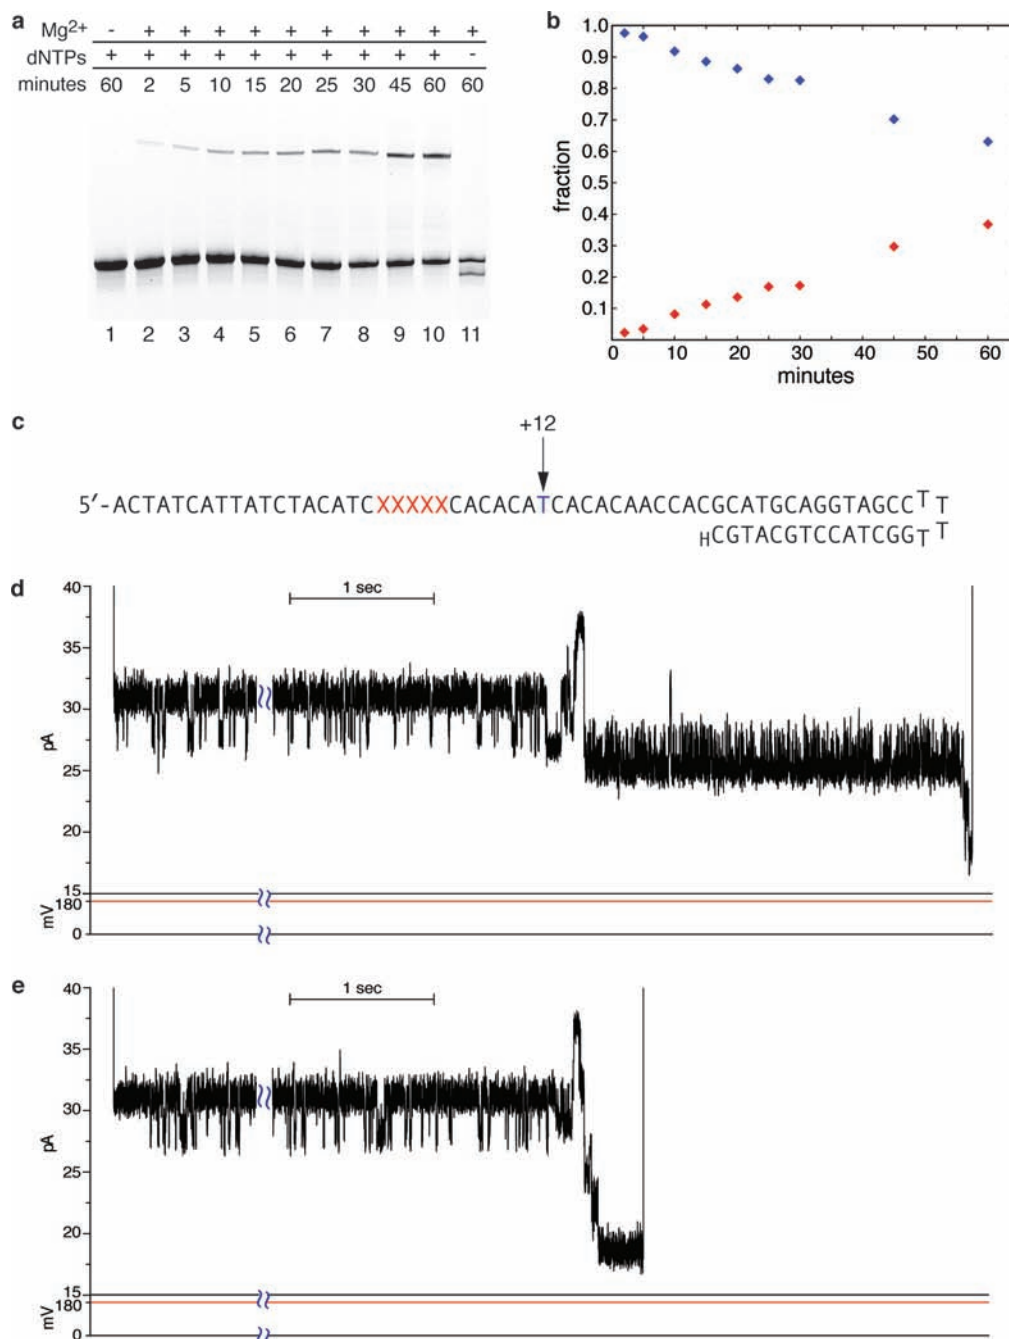 a
Mg2+ - + + + + + + + + + +
dNTPs + + + + + + + + + + -
minutes 60 2 5 10 15 20 25 30 45 60 60
1 2 3 4 5 6 7 8 9 10 11
b
1.0
0.9
0.8
0.7
0.6
0.5
0.4
0.3
0.2
0.1
fraction
0 10 20 30 40 50 60
minutes
c
+12
5′-ACTATCATTATCTACATCXXXXXCACACATCACACAACCACGCATGCAGGTAGCCT T
HCGTACGTCCATCGGT T
d
40
35
30
25
20
15
pA
1 sec
180
0
mV
e
40
35
30
25
20
15
pA
1 sec
180
0
mV